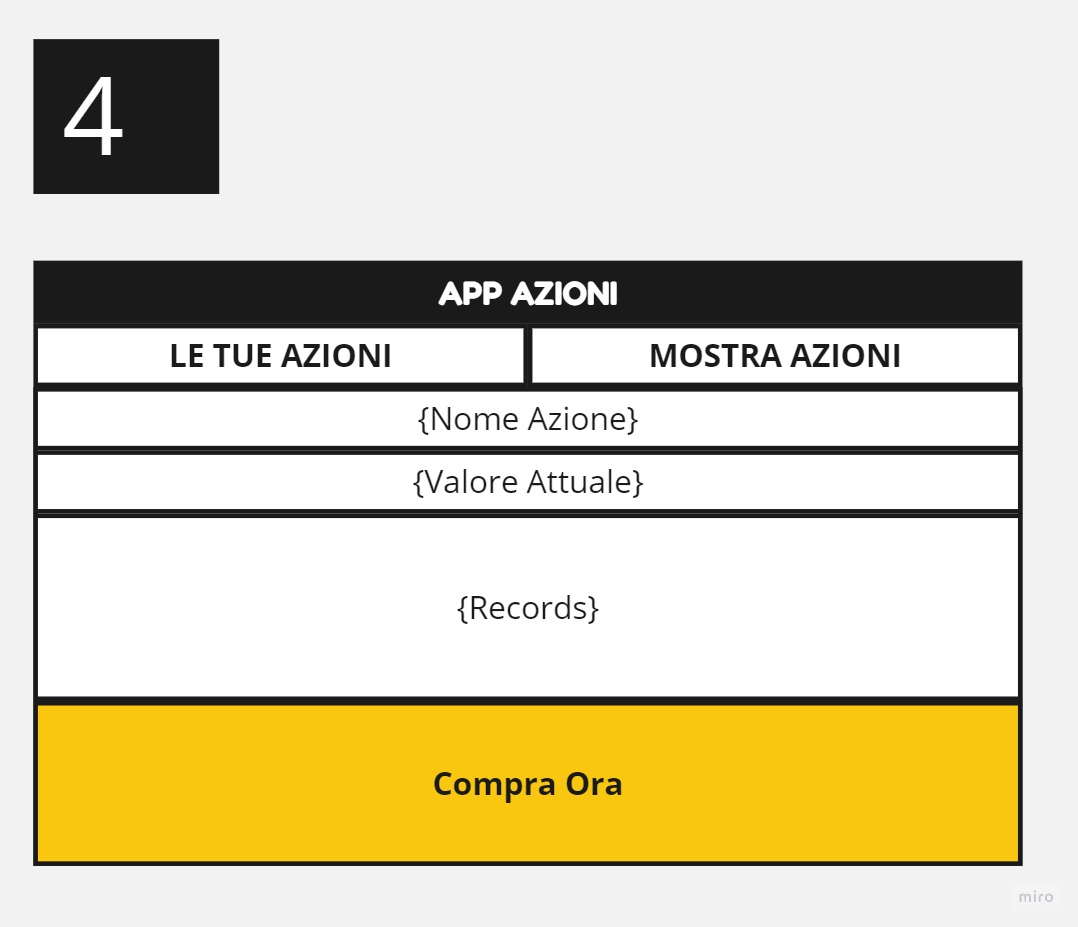 4
APP AZIONI
LE TUE AZIONI
MOSTRA AZIONI
{Nome Azione}
{Valore Attuale}
{Records}
Compra Ora
miro